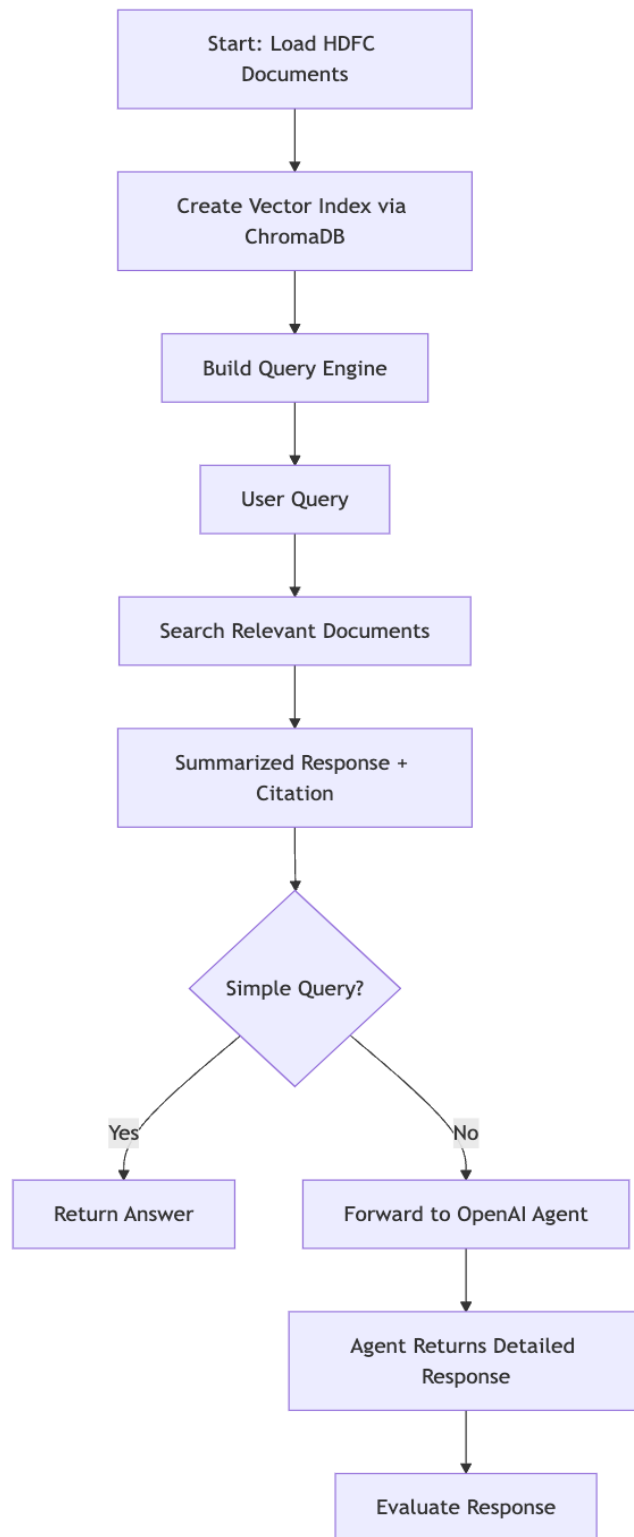 Start: Load HDFC
Documents
Create Vector Index via
ChromaDB
Build Query Engine
User Query
Search Relevant Documents
Summarized Response +
Citation
Simple Query?
Yes
No
Return Answer
Forward to OpenAI Agent
Agent Returns Detailed
Response
Evaluate Response